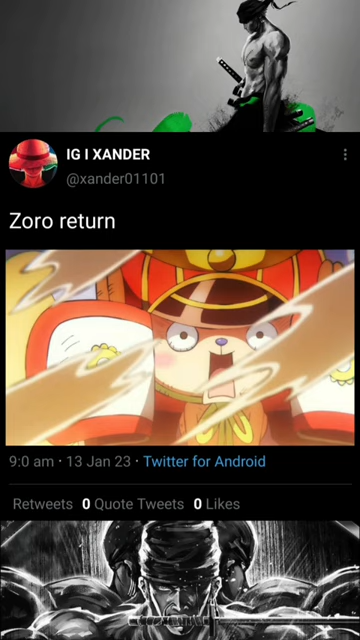 IG I XANDER
@xander01101
Zoro return
9:0 am · 13 Jan 23 · Twitter for Android
Retweets 0 Quote Tweets 0 Likes